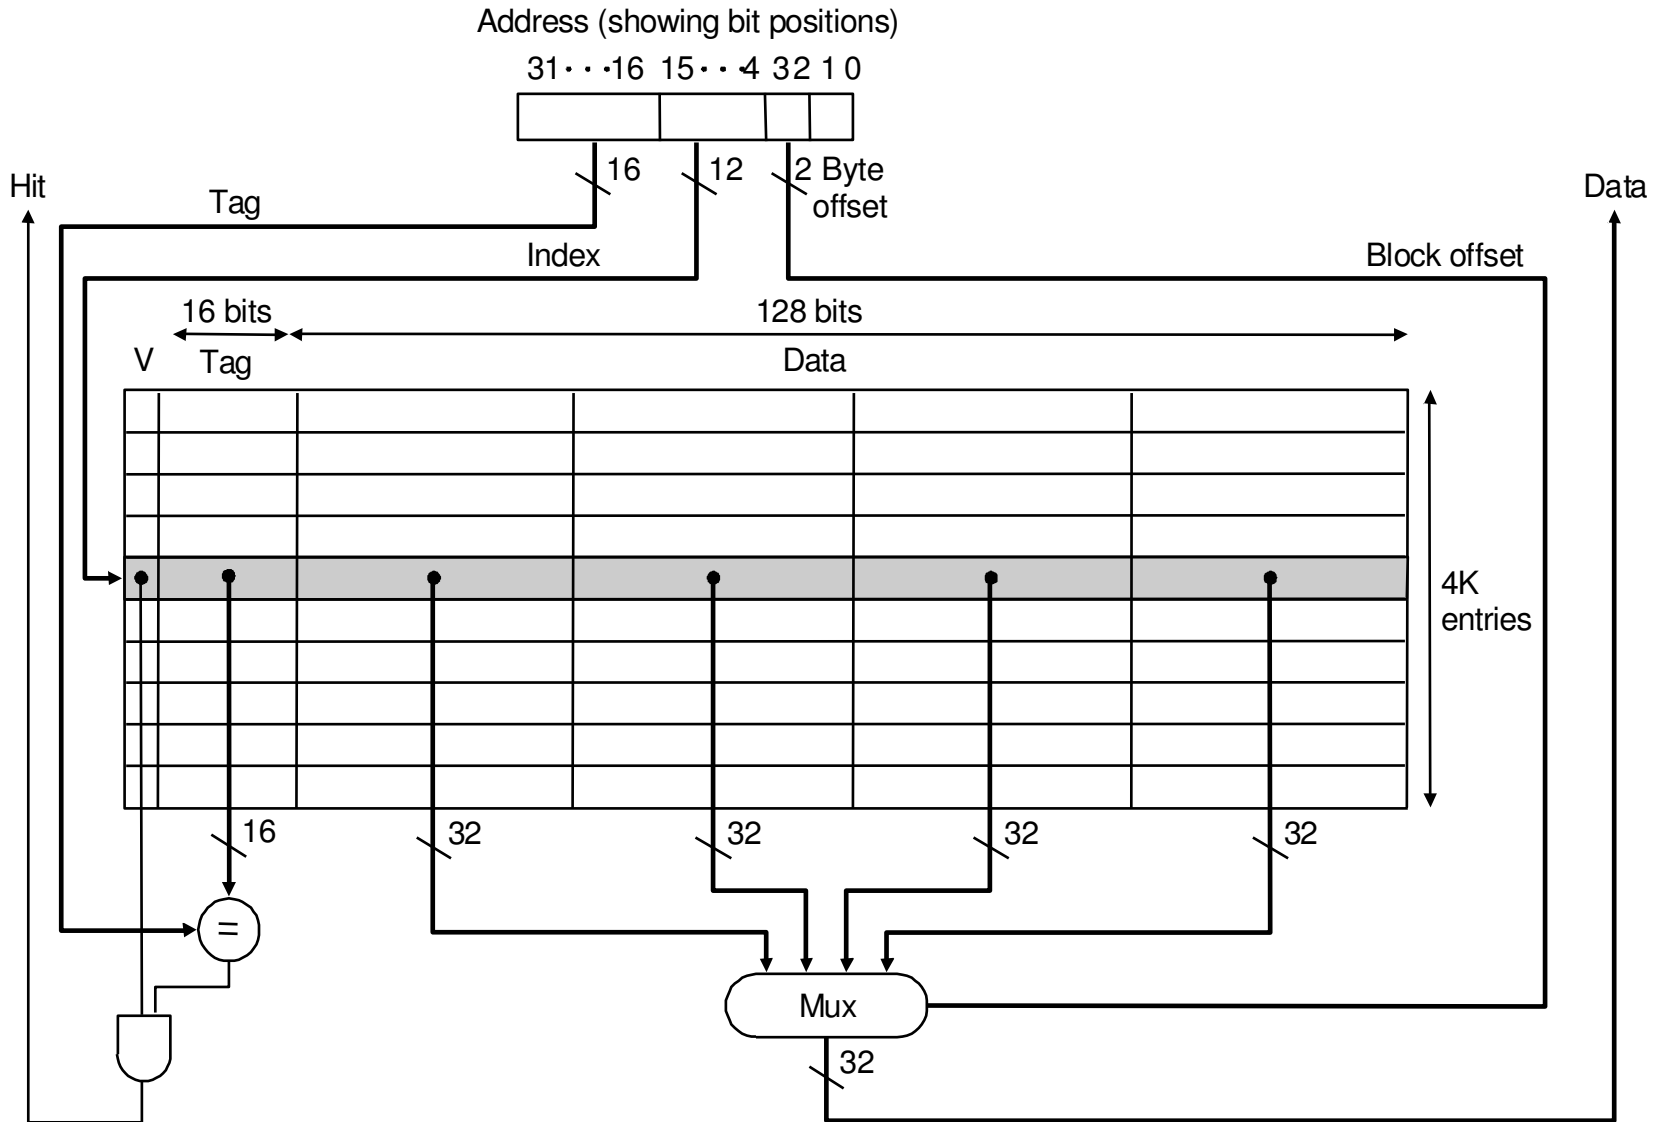 Address (showing bit positions)
31 · · · 16 15 · · · 4 3 2 1 0
16 12 2 Byte offset
Hit
Data
Tag
Index
Block offset
16 bits
128 bits
V
Tag
Data
4K
entries
16
32
32
32
32
=
Mux
32